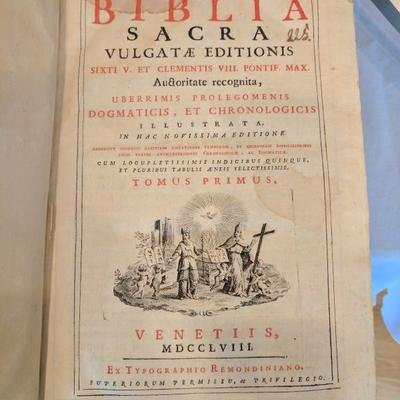 BIBLIA
SACRA
225.
VULGATÆ EDITIONIS
SIXTI V. ET CLEMENTIS VIII. PONTIF. MAX.
Auctoritate recognita,
UBERRIMIS PROLEGOMENIS
DOGMATICIS, ET CHRONOLOGICIS
ILLUSTRATA.
IN HAC NOVISSIMA EDITIONE
CUM LOCUPLETISSIMIS INDICIBUS QUINQUE,
ET PLURIBUS TABULIS ÆNEIS SELECTISSIMIS.
TOMUS PRIMUS.
VENETIIS,
MDCCLVIII.
EX TYPOGRAPHIO REMONDINIANO.
SUPERIORUM PERMISSU, ac PRIVILEGIO.